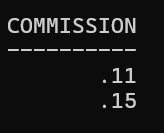 COMMISSION
----------
.11
.15